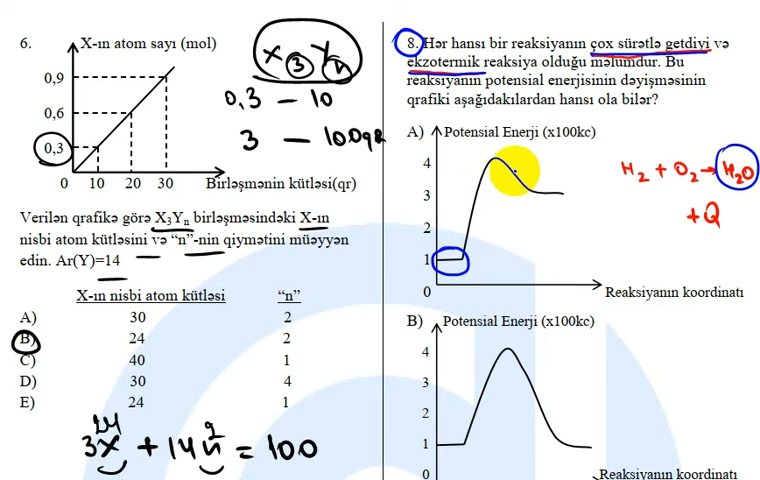 6.
X-ın atom sayı (mol)
0,9
0,6
0,3
0 10 20 30 Birləşmənin kütləsi(qr)
X3Yn
0,3 – 10
3 – 100qr
Verilən qrafikə görə X3Yn birləşməsindəki X-ın
nisbi atom kütləsini və “n”-nin qiymətini müəyyən
edin. Ar(Y)=14
X-ın nisbi atom kütləsi “n”
A) 30 2
B) 24 2
C) 40 1
D) 30 4
E) 24 1
24 2
3X + 14n = 100
8. Hər hansı bir reaksiyanın çox sürətlə getdiyi və
ekzotermik reaksiya olduğu məlumdur. Bu
reaksiyanın potensial enerjisinin dəyişməsinin
qrafiki aşağıdakılardan hansı ola bilər?
A) Potensial Enerji (x100kc)
4
3
2
1
0
Reaksiyanın koordinatı
H2 + O2 → H2O
+Q
B) Potensial Enerji (x100kc)
4
3
2
1
0
Reaksiyanın koordinatı